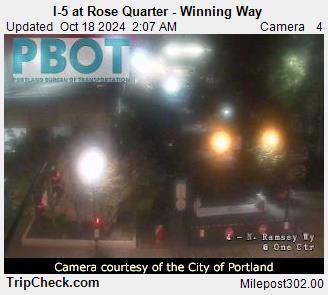 I-5 at Rose Quarter - Winning Way
Updated Oct 18 2024 2:07 AM Camera 4
PBOT
PORTLAND BUREAU OF TRANSPORTATION
4 - N. Ramsey Wy
@ One Ctr
Camera courtesy of the City of Portland
TripCheck.com Milepost302.00